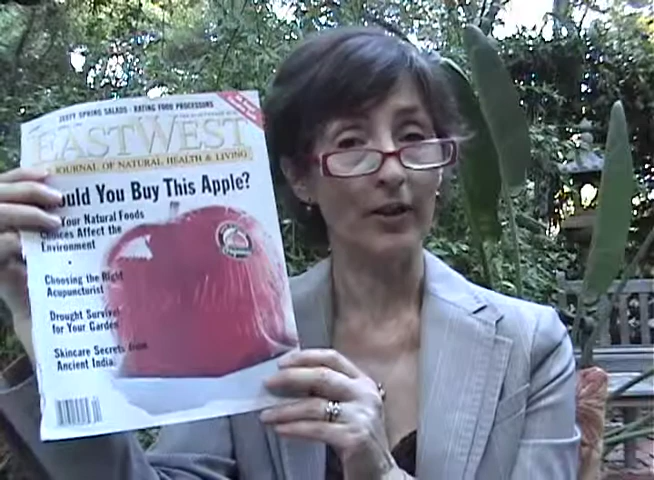 ZESTY SPRING SALADS • RATING FOOD PROCESSORS
EASTWEST
JOURNAL OF NATURAL HEALTH & LIVING
ould You Buy This Apple?
Your Natural Foods
Choices Affect the
Environment
•
Choosing the Right
Acupuncturist
Drought Survival
for Your Garden
Skincare Secrets from
Ancient India